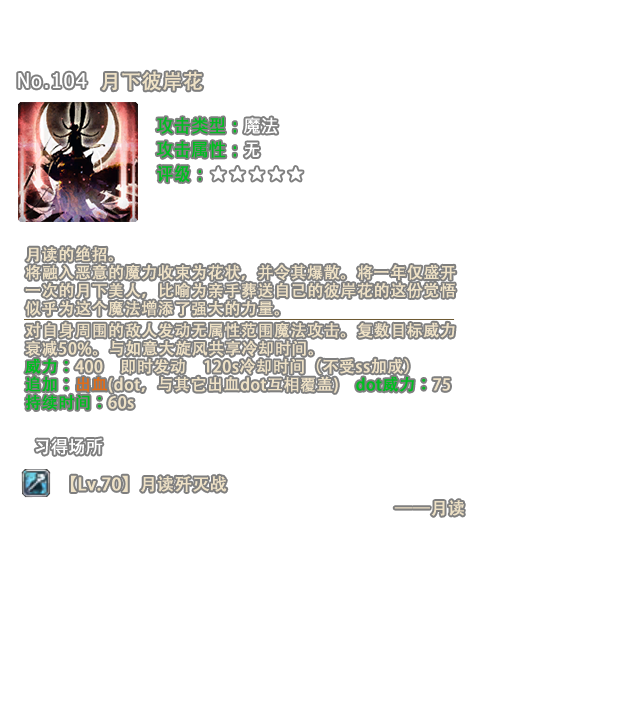 No.104 月下彼岸花
攻击类型：魔法
攻击属性：无
评级：☆☆☆☆☆
月读的绝招。
将融入恶意的魔力收束为花状，并令其爆散。将一年仅盛开
一次的月下美人，比喻为亲手葬送自己的彼岸花的这份觉悟
似乎为这个魔法增添了强大的力量。
对自身周围的敌人发动无属性范围魔法攻击。复数目标威力
衰减50%。与如意大旋风共享冷却时间。
威力：400 即时发动 120s冷却时间（不受ss加成）
追加：出血(dot，与其它出血dot互相覆盖) dot威力：75
持续时间：60s
习得场所
【Lv.70】月读歼灭战
——月读